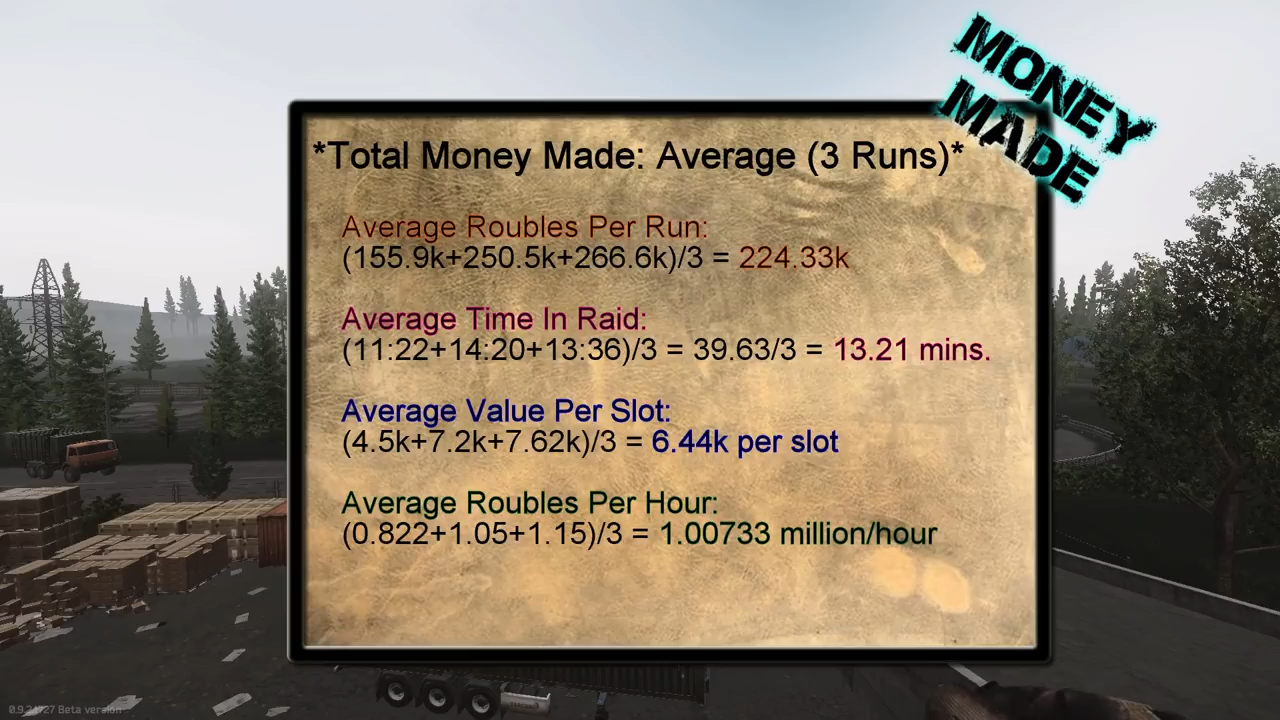 MONEY
MADE
*Total Money Made: Average (3 Runs)*
Average Roubles Per Run:
(155.9k+250.5k+266.6k)/3 = 224.33k
Average Time In Raid:
(11:22+14:20+13:36)/3 = 39.63/3 = 13.21 mins.
Average Value Per Slot:
(4.5k+7.2k+7.62k)/3 = 6.44k per slot
Average Roubles Per Hour:
(0.822+1.05+1.15)/3 = 1.00733 million/hour
Beta version